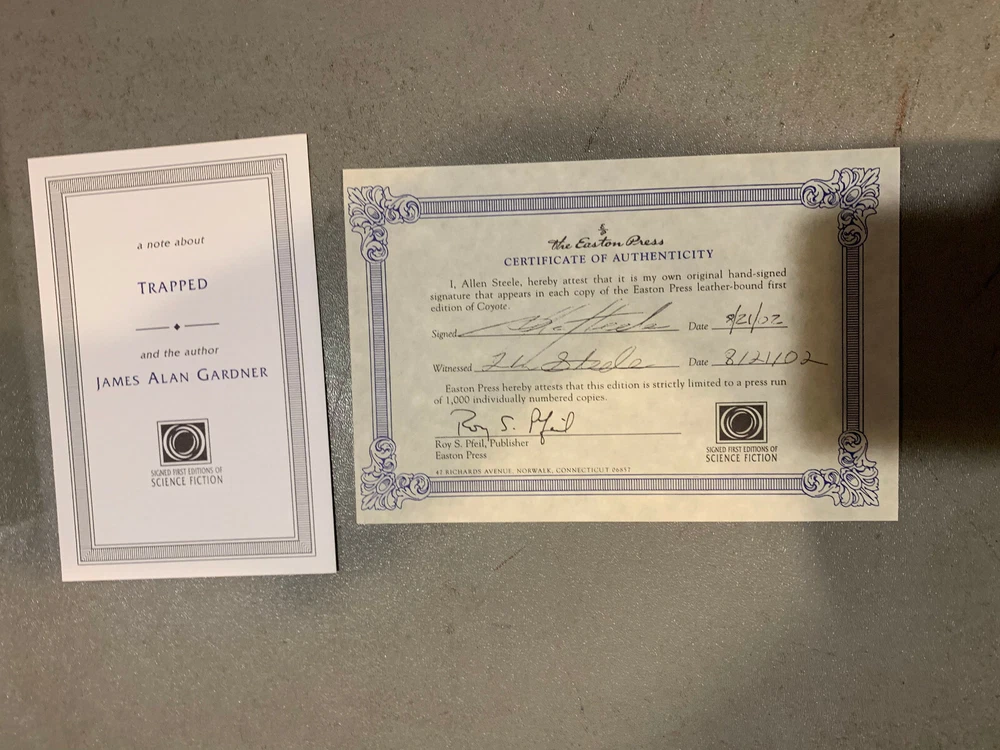 a note about
TRAPPED
and the author
JAMES ALAN GARDNER
SIGNED FIRST EDITIONS OF
SCIENCE FICTION
The Easton Press
CERTIFICATE OF AUTHENTICITY
I, Allen Steele, hereby attest that it is my own original hand-signed
signature that appears in each copy of the Easton Press leather-bound first
edition of Coyote.
Signed Date 8/21/02
Witnessed Steele Date 8/21/02
Easton Press hereby attests that this edition is strictly limited to a press run
of 1,000 individually numbered copies.
Roy S. Pfeil
Roy S. Pfeil, Publisher
Easton Press
47 RICHARDS AVENUE, NORWALK, CONNECTICUT 06857
SIGNED FIRST EDITIONS OF
SCIENCE FICTION